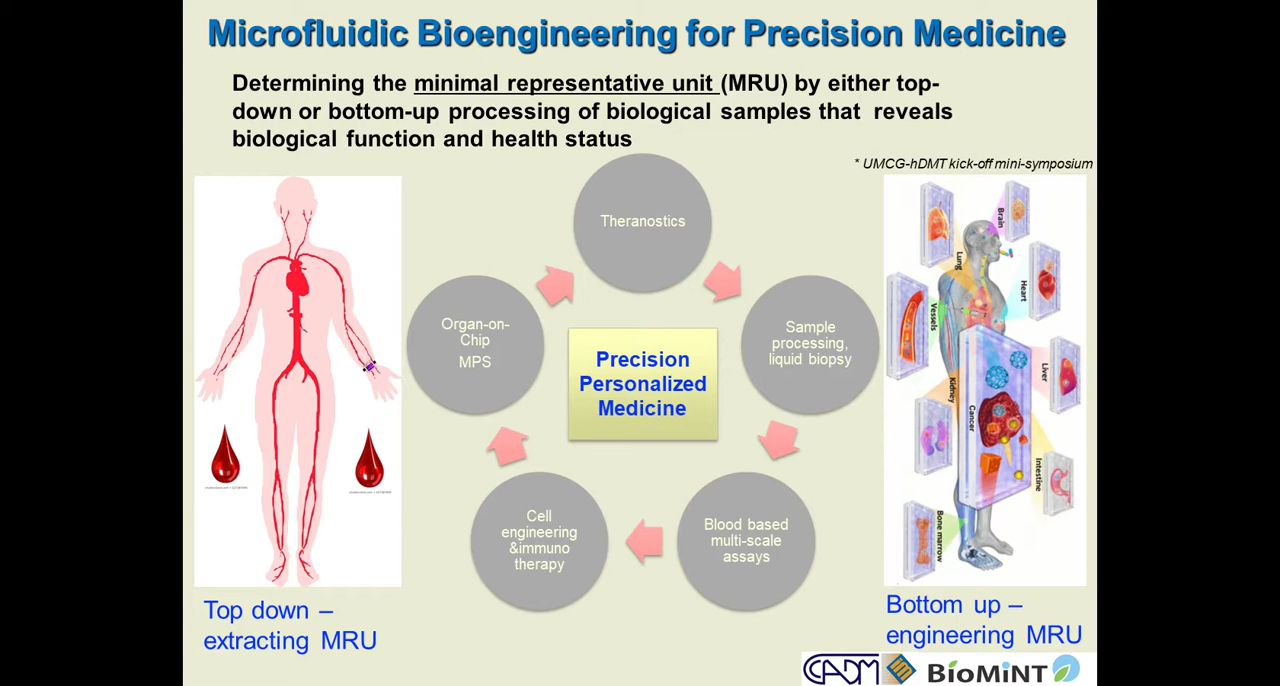 Microfluidic Bioengineering for Precision Medicine
Determining the minimal representative unit (MRU) by either top-
down or bottom-up processing of biological samples that reveals
biological function and health status
* UMCG-hDMT kick-off mini-symposium
Theranostics
Sample
processing,
liquid biopsy
Blood based
multi-scale
assays
Cell
engineering
&immuno
therapy
Organ-on-
Chip
MPS
Precision
Personalized
Medicine
Brain
Lung
Heart
Vessels
Liver
Kidney
Cancer
Intestine
Bone marrow
Top down –
extracting MRU
Bottom up –
engineering MRU
CADM
BioMiNT